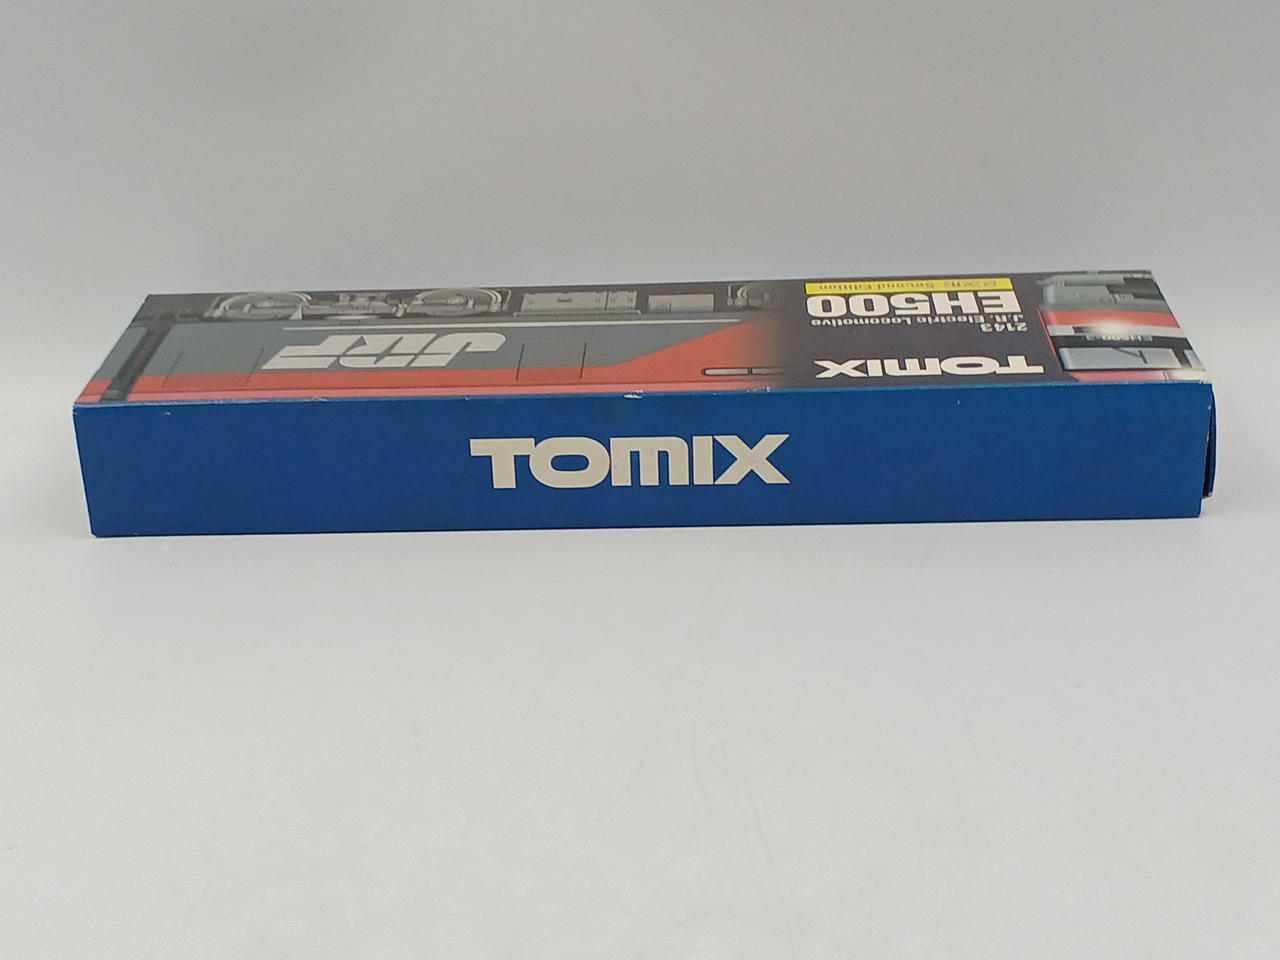 TOMIX
TOMIX
2143
J.R. Electric Locomotive
EH500
Second Edition
JRF